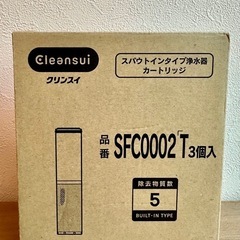 Cleansui
クリンスイ
スパウトインタイプ浄水器
カートリッジ
品番 SFC0002「T 3個入
除去物質数
5
BUILT-IN TYPE